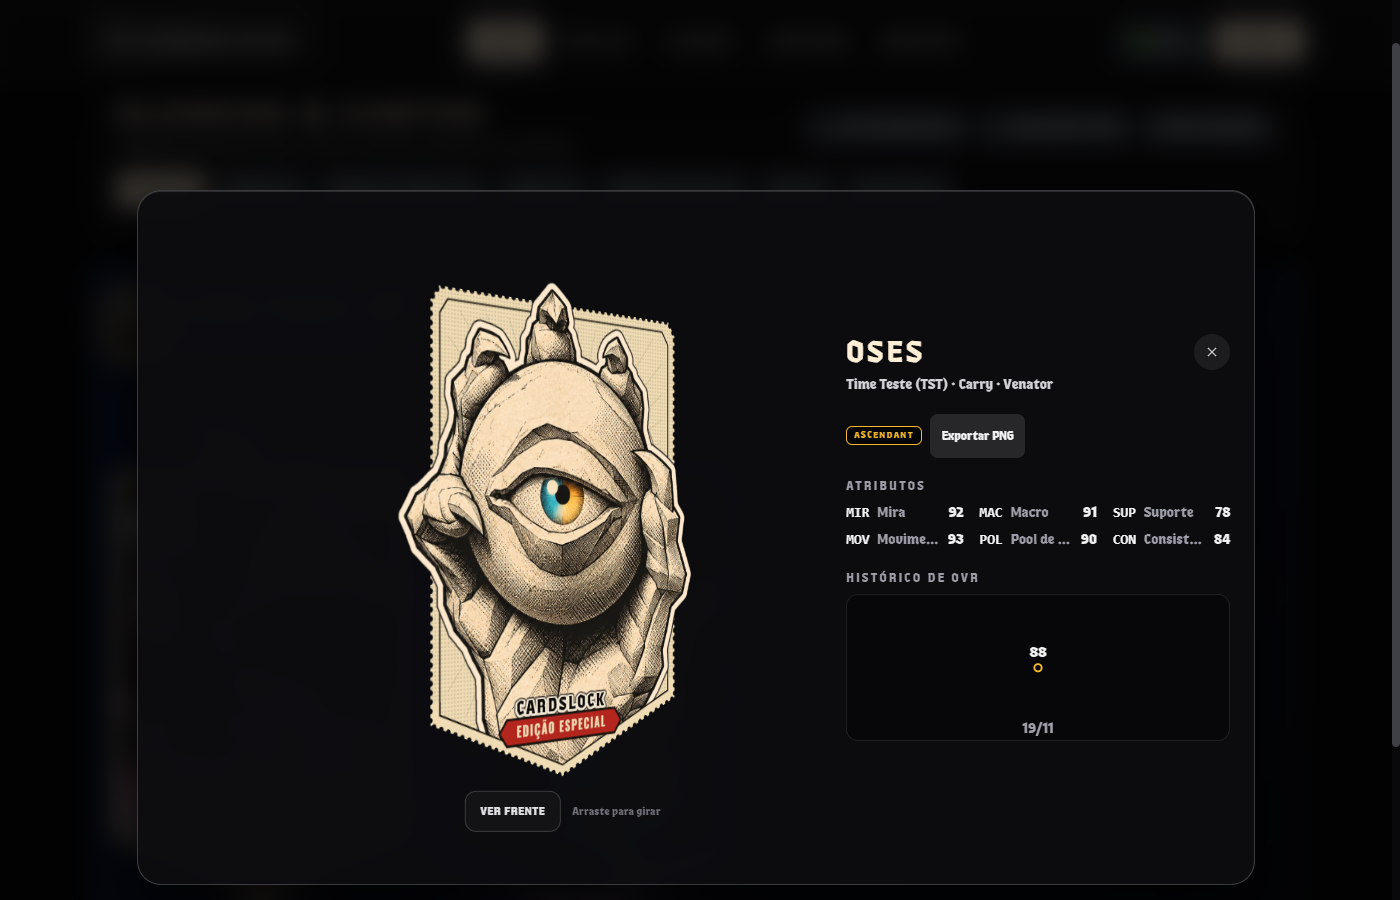 CARDSLOCK
EDIÇÃO ESPECIAL
VER FRENTE
Arraste para girar
OSES
Time Teste (TST) · Carry · Venator
ASCENDANT
Exportar PNG
ATRIBUTOS
MIR Mira 92 MAC Macro 91 SUP Suporte 78
MOV Movime... 93 POL Pool de ... 90 CON Consist... 84
HISTÓRICO DE OVR
88
19/11